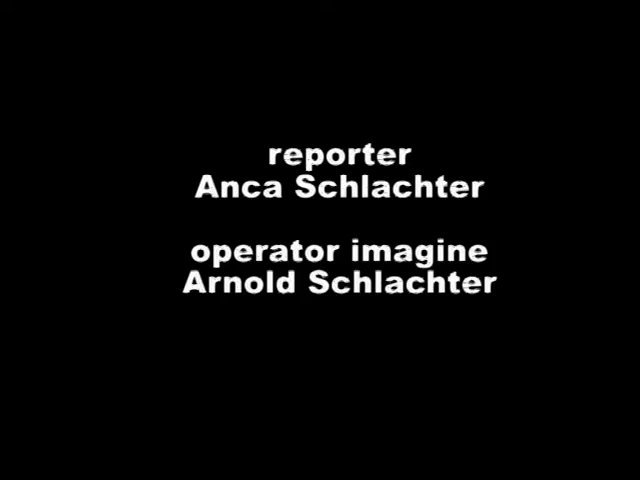 reporter
Anca Schlachter
operator imagine
Arnold Schlachter